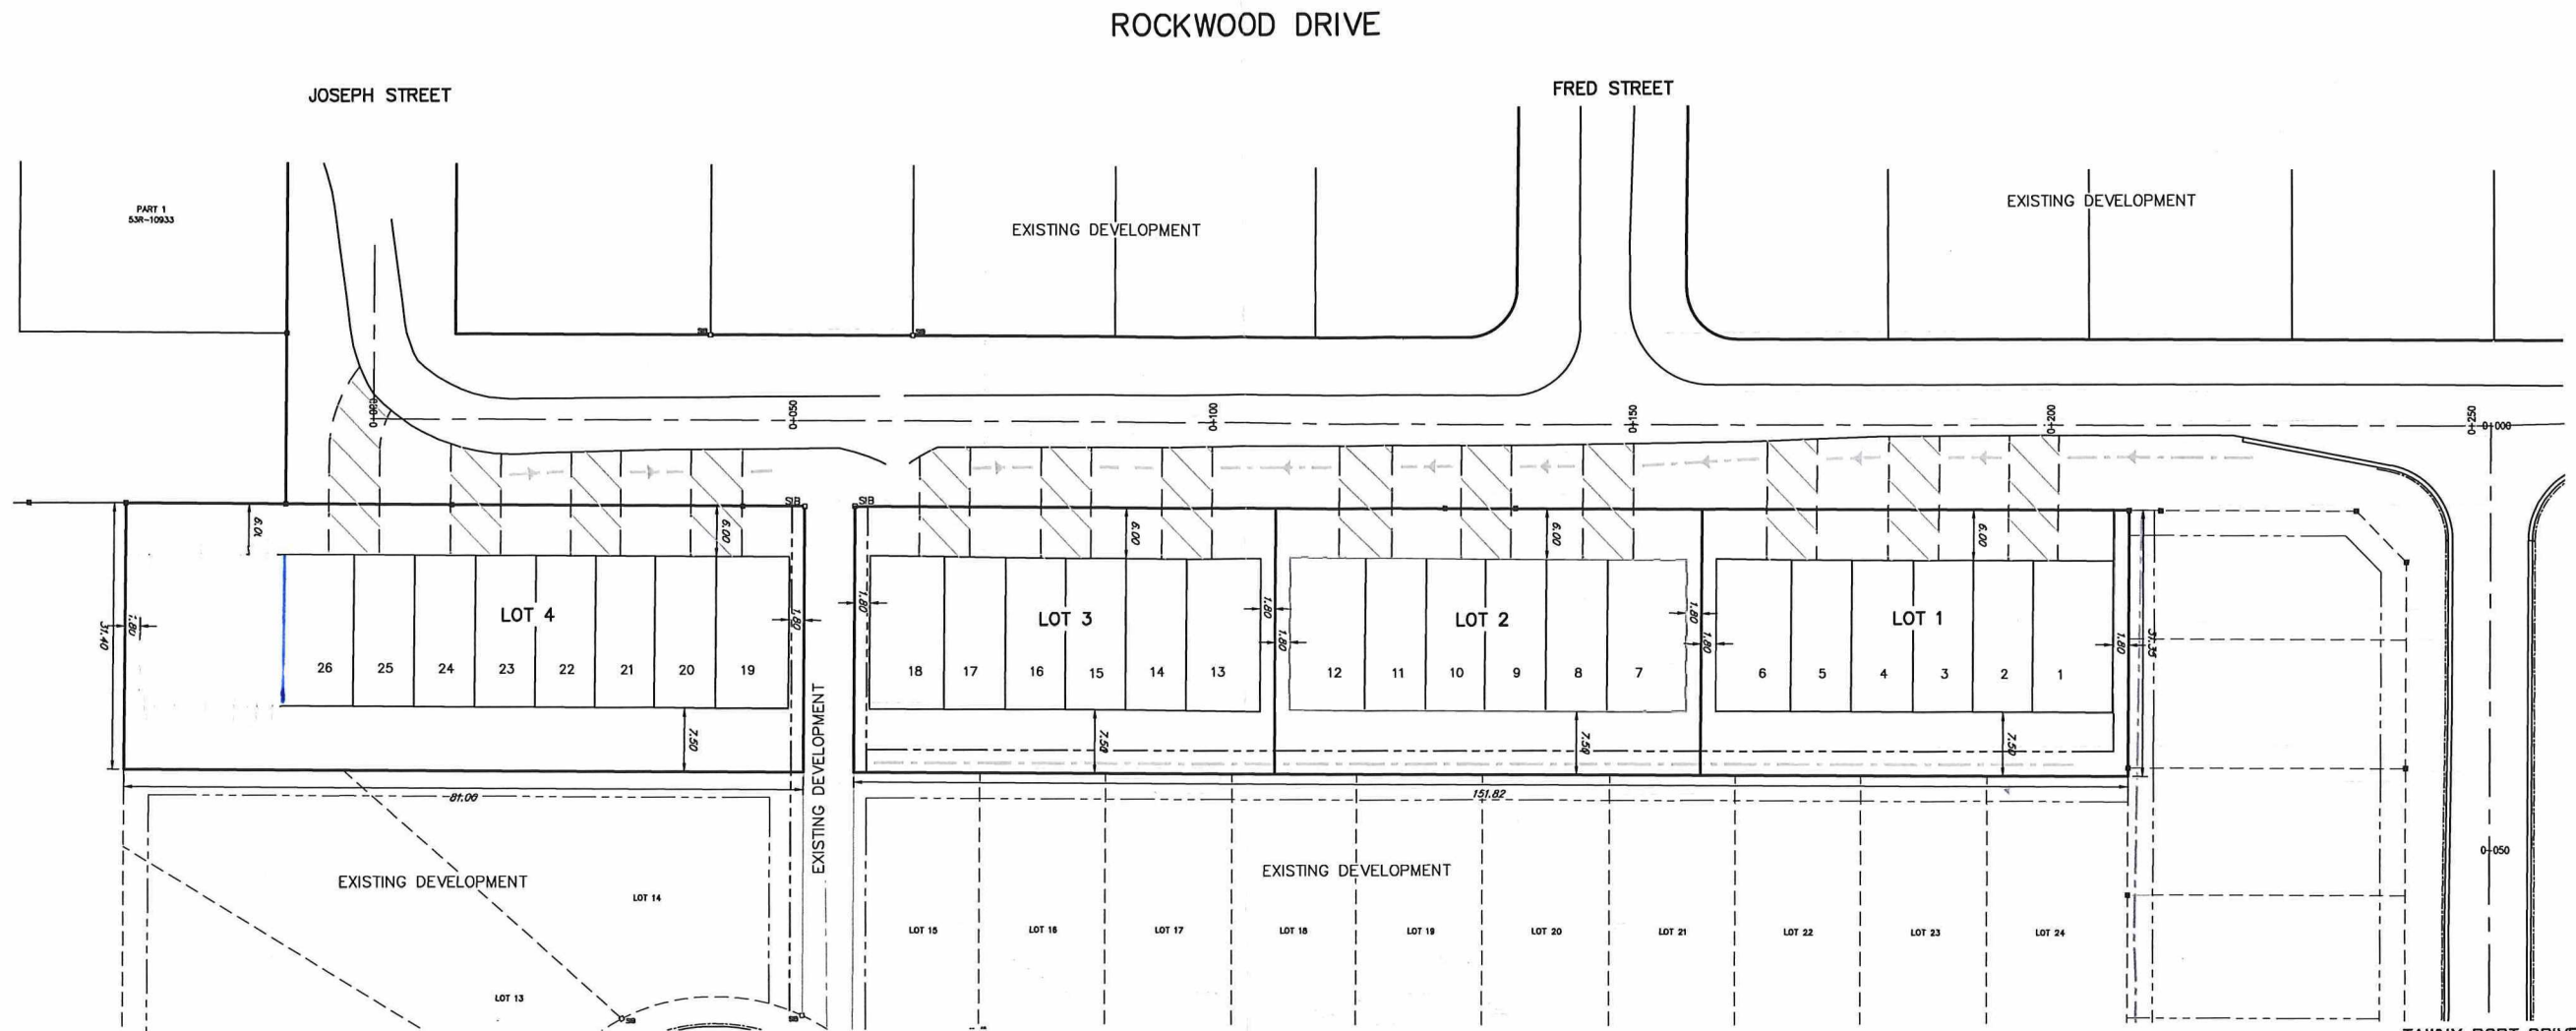 ROCKWOOD DRIVE
JOSEPH STREET
FRED STREET
PART 1
53R-10933
EXISTING DEVELOPMENT
EXISTING DEVELOPMENT
0+050
0+100
0+150
0+200
0+250
0+000
SIB
SIB
6.01
6.00
6.00
6.00
6.00
31.40
1.80
LOT 4
1.80
1.80
LOT 3
1.80
1.80
LOT 2
1.80
1.80
LOT 1
1.80
31.35
26 25 24 23 22 21 20 19
18 17 16 15 14 13
12 11 10 9 8 7
6 5 4 3 2 1
7.50
7.50
7.50
7.50
EXISTING DEVELOPMENT
81.00
151.82
0+050
EXISTING DEVELOPMENT
EXISTING DEVELOPMENT
LOT 14
LOT 15
LOT 16
LOT 17
LOT 18
LOT 19
LOT 20
LOT 21
LOT 22
LOT 23
LOT 24
LOT 13
SIB
SIB